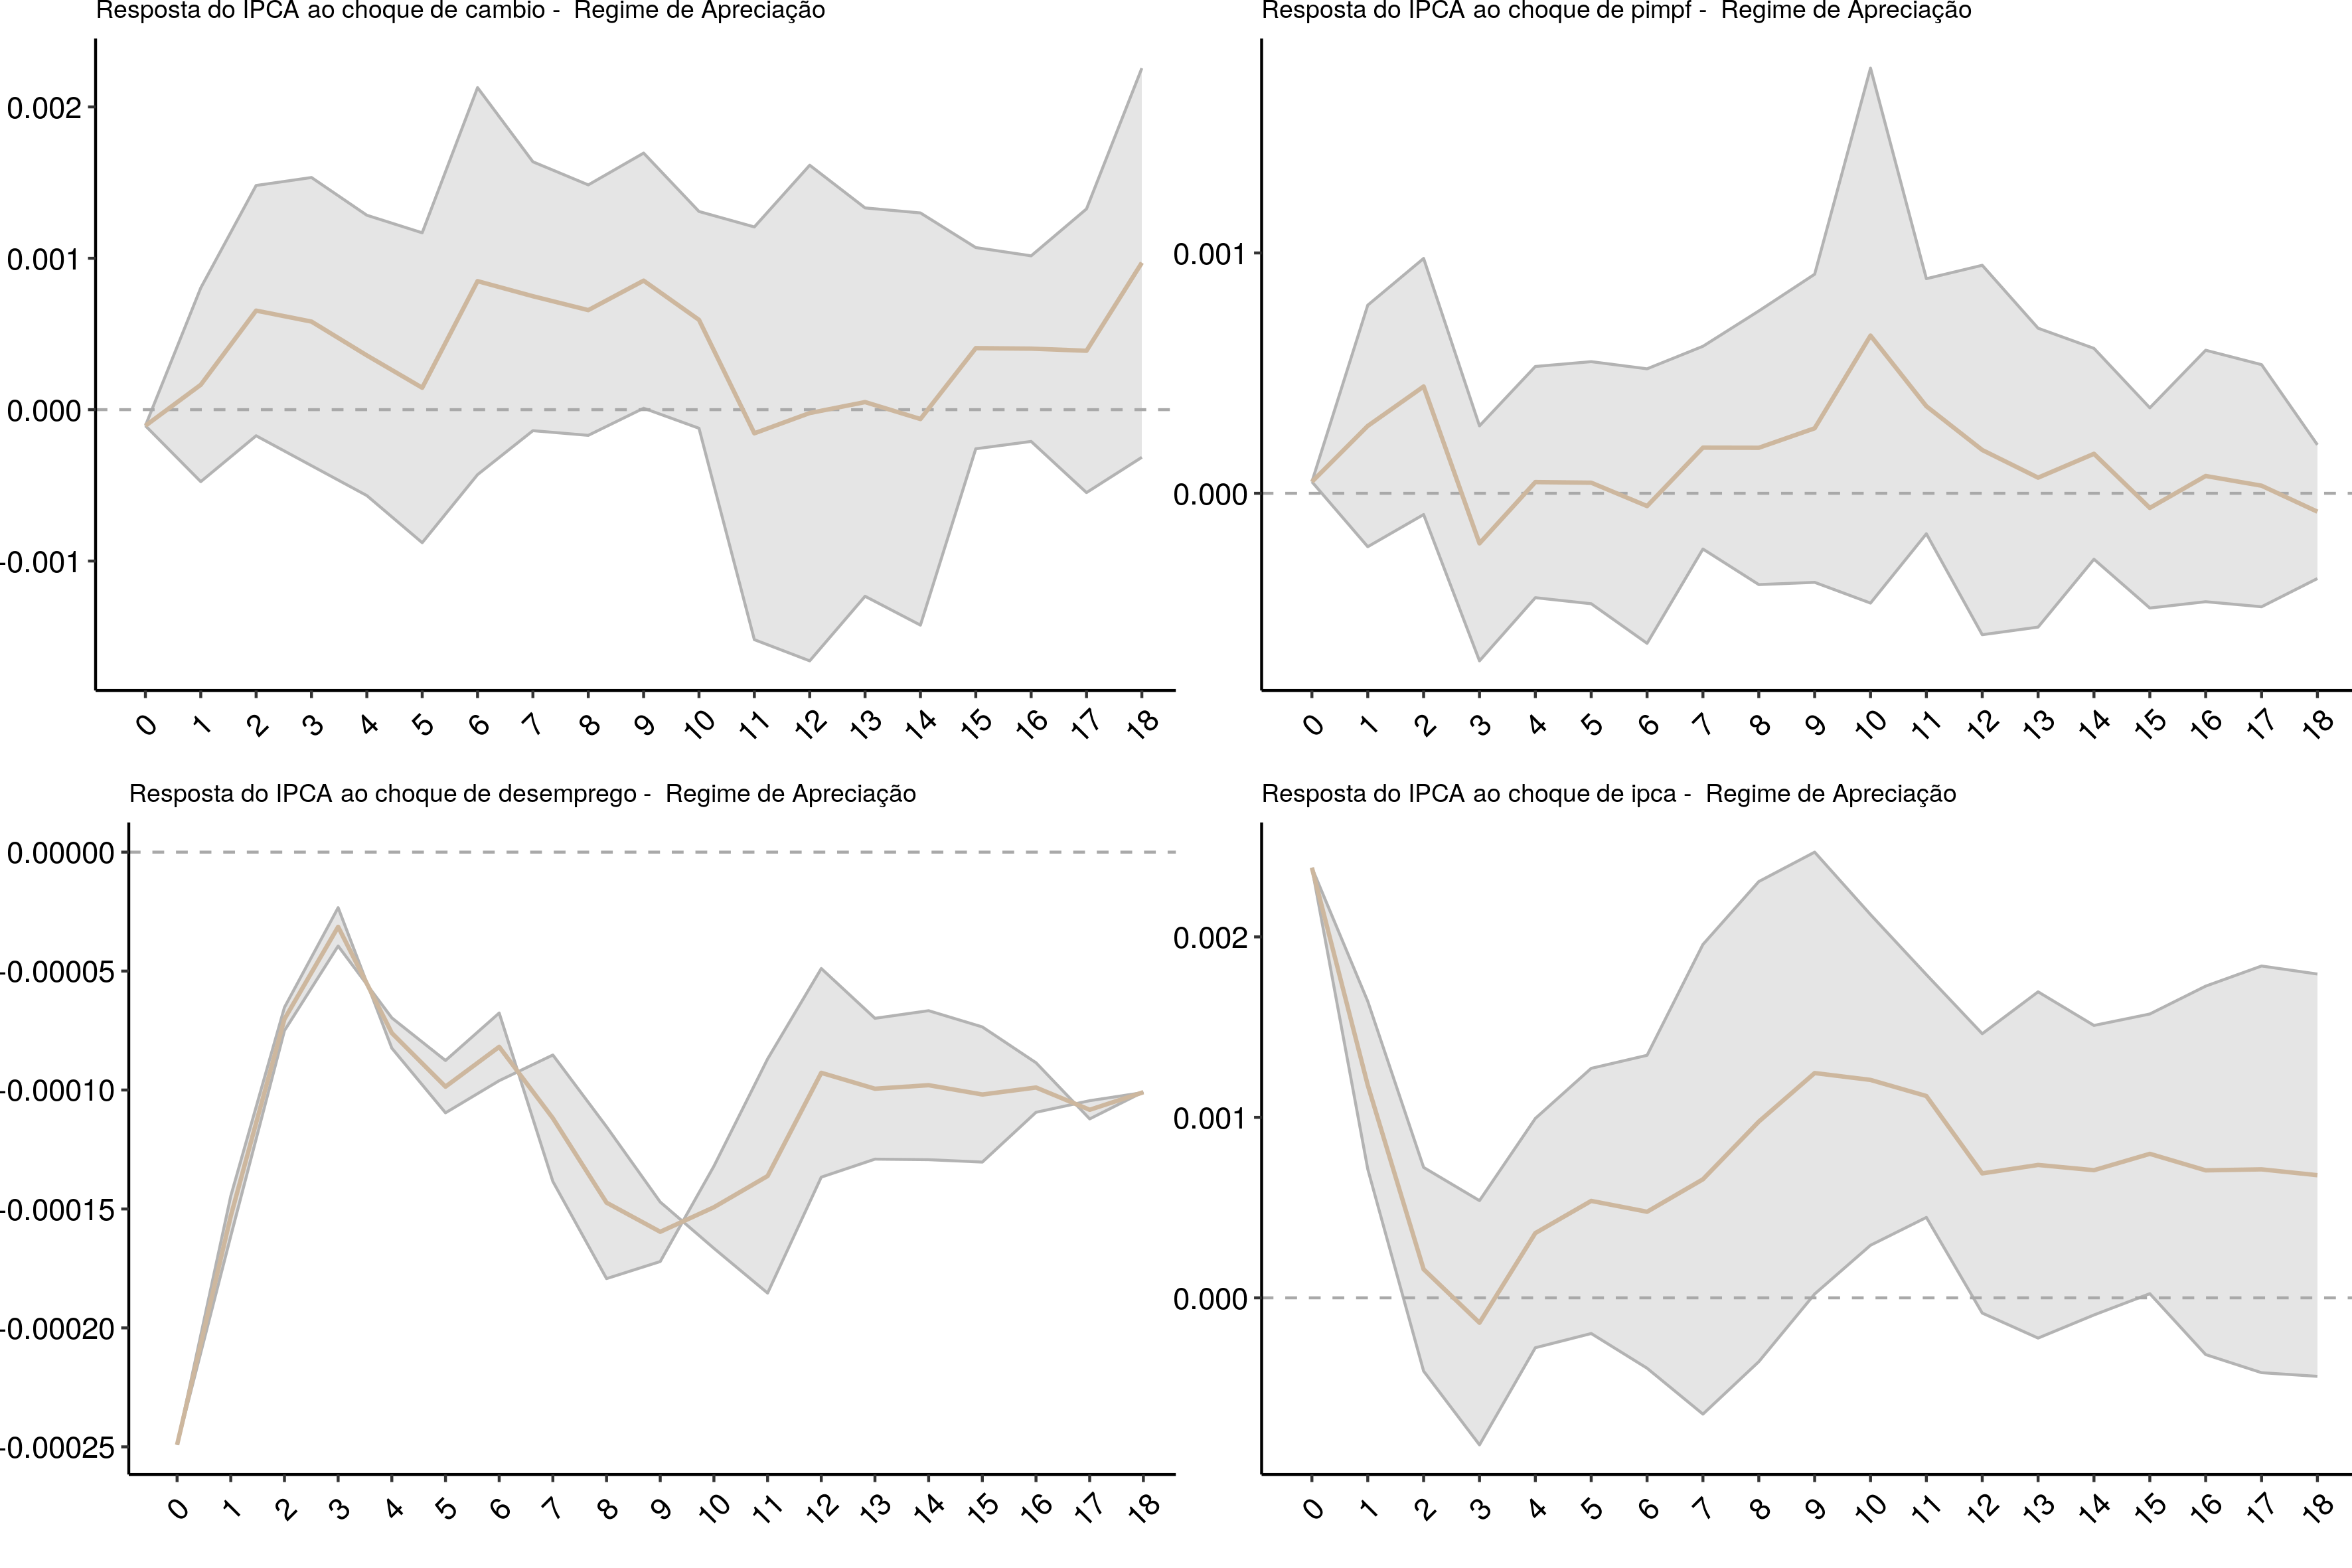 Resposta do IPCA ao choque de cambio -  Regime de Apreciação
0.002
0.001
0.000
-0.001
0 1 2 3 4 5 6 7 8 9 10 11 12 13 14 15 16 17 18
Resposta do IPCA ao choque de pimpf -  Regime de Apreciação
0.001
0.000
0 1 2 3 4 5 6 7 8 9 10 11 12 13 14 15 16 17 18
Resposta do IPCA ao choque de desemprego -  Regime de Apreciação
0.00000
-0.00005
-0.00010
-0.00015
-0.00020
-0.00025
0 1 2 3 4 5 6 7 8 9 10 11 12 13 14 15 16 17 18
Resposta do IPCA ao choque de ipca -  Regime de Apreciação
0.002
0.001
0.000
0 1 2 3 4 5 6 7 8 9 10 11 12 13 14 15 16 17 18